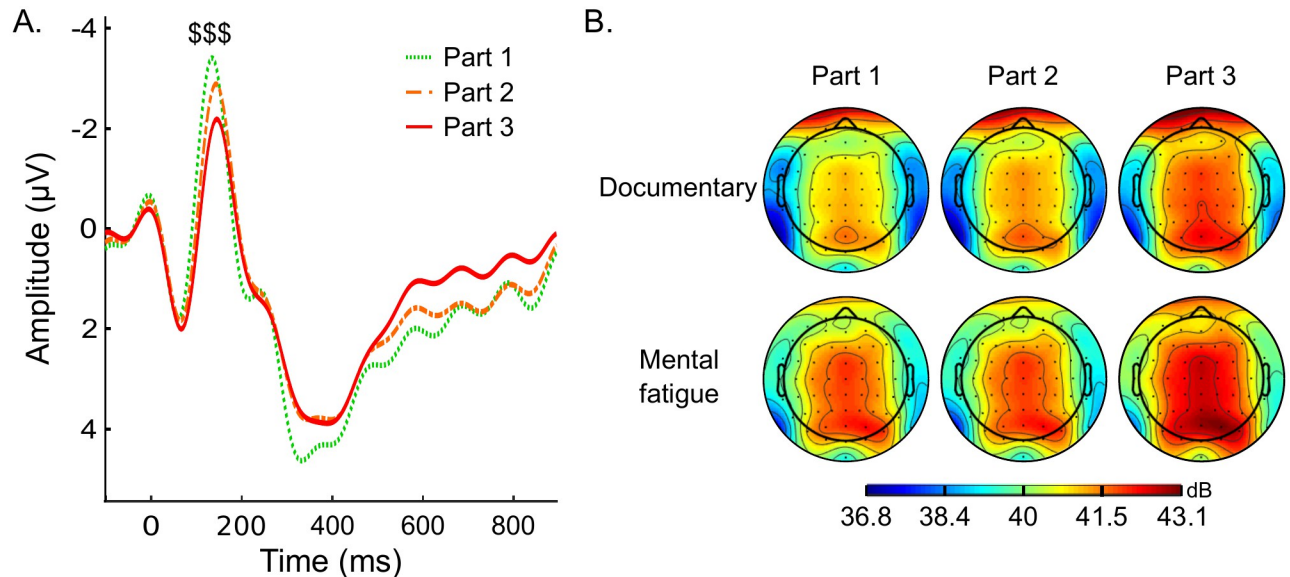 A.
-4
-2
0
2
4
Amplitude (µV)
$$$
Part 1
Part 2
Part 3
0 200 400 600 800
Time (ms)
B.
Part 1 Part 2 Part 3
Documentary
Mental
fatigue
dB
36.8 38.4 40 41.5 43.1